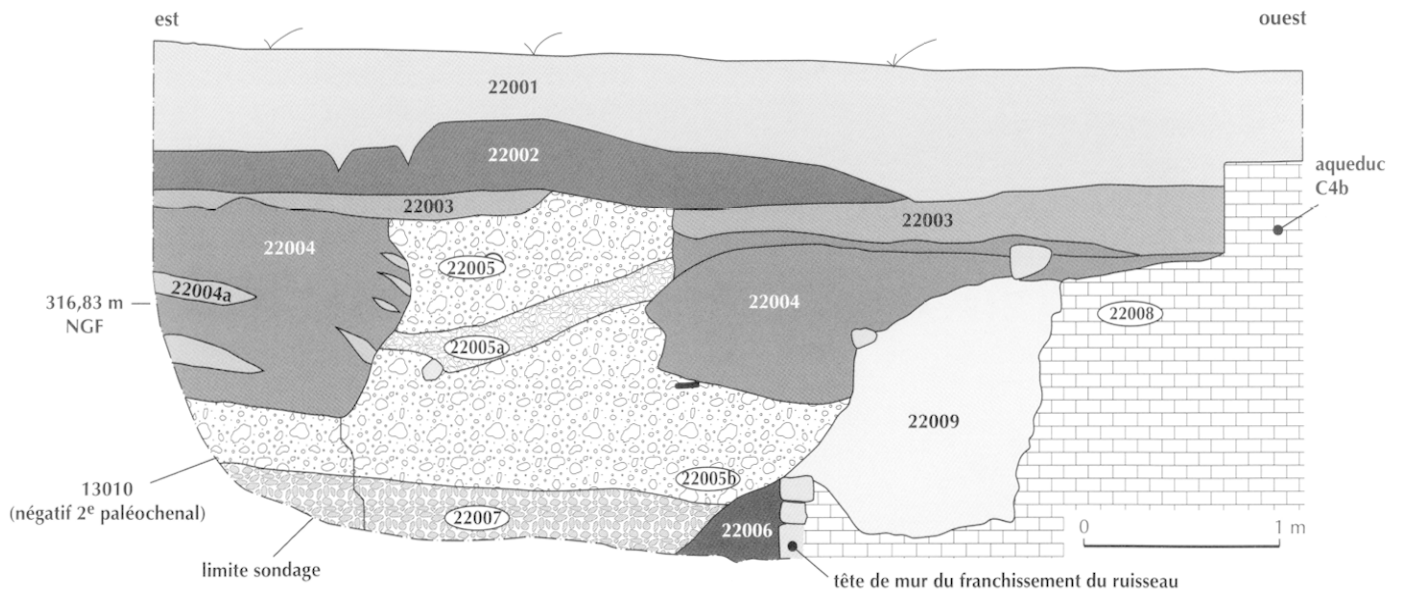 est
ouest
22001
22002
aqueduc
C4b
22003
22003
22004
22005
22004a
22004
316,83 m
NGF
22008
22005a
22009
22005b
13010
(négatif 2e paléochenal)
22007
22006
0
1 m
limite sondage
tête de mur du franchissement du ruisseau